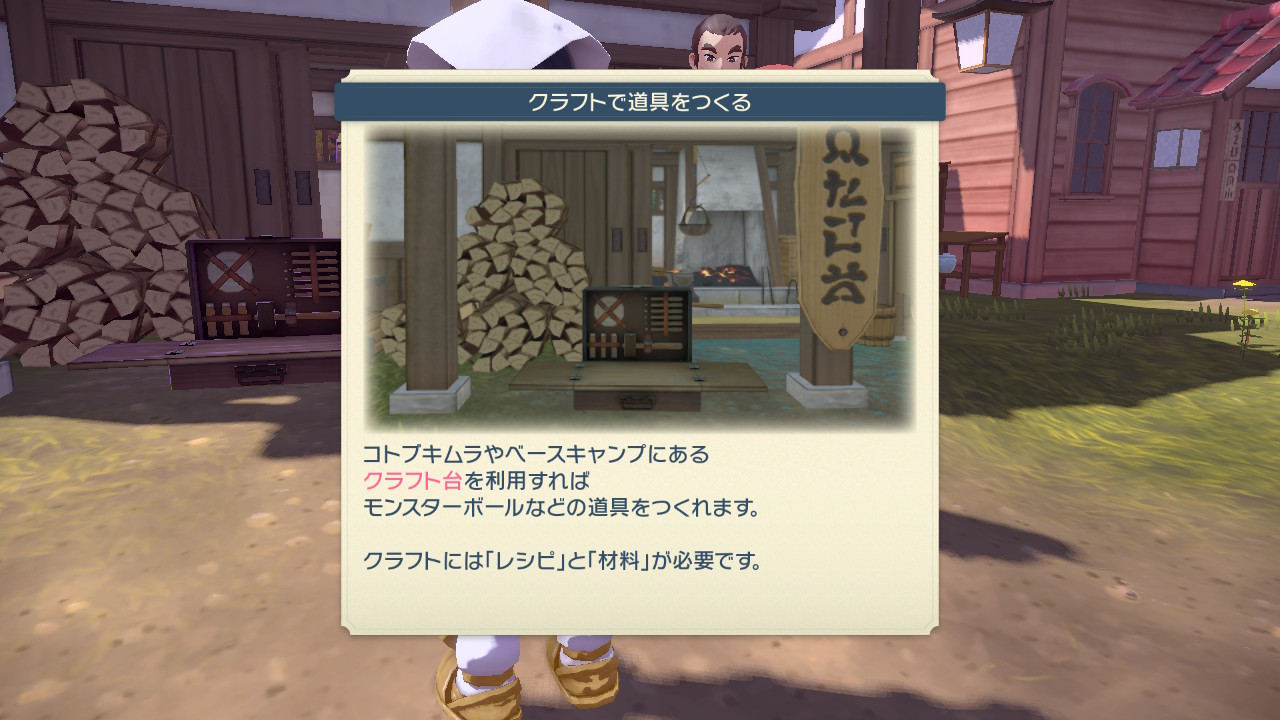 クラフトで道具をつくる
コトブキムラやベースキャンプにある
クラフト台を利用すれば
モンスターボールなどの道具をつくれます。
クラフトには「レシピ」と「材料」が必要です。